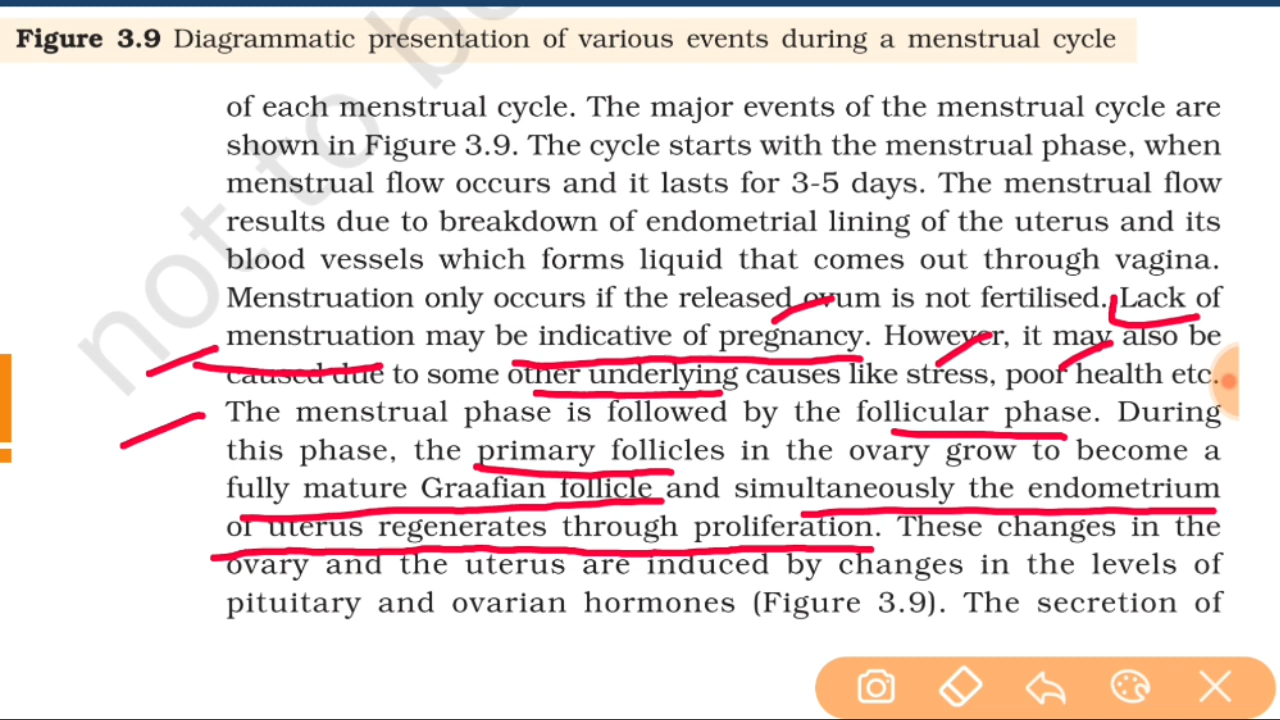 Figure 3.9 Diagrammatic presentation of various events during a menstrual cycle
of each menstrual cycle. The major events of the menstrual cycle are
shown in Figure 3.9. The cycle starts with the menstrual phase, when
menstrual flow occurs and it lasts for 3-5 days. The menstrual flow
results due to breakdown of endometrial lining of the uterus and its
blood vessels which forms liquid that comes out through vagina.
Menstruation only occurs if the released ovum is not fertilised. Lack of
menstruation may be indicative of pregnancy. However, it may also be
caused due to some other underlying causes like stress, poor health etc.
The menstrual phase is followed by the follicular phase. During
this phase, the primary follicles in the ovary grow to become a
fully mature Graafian follicle and simultaneously the endometrium
of uterus regenerates through proliferation. These changes in the
ovary and the uterus are induced by changes in the levels of
pituitary and ovarian hormones (Figure 3.9). The secretion of
not to b